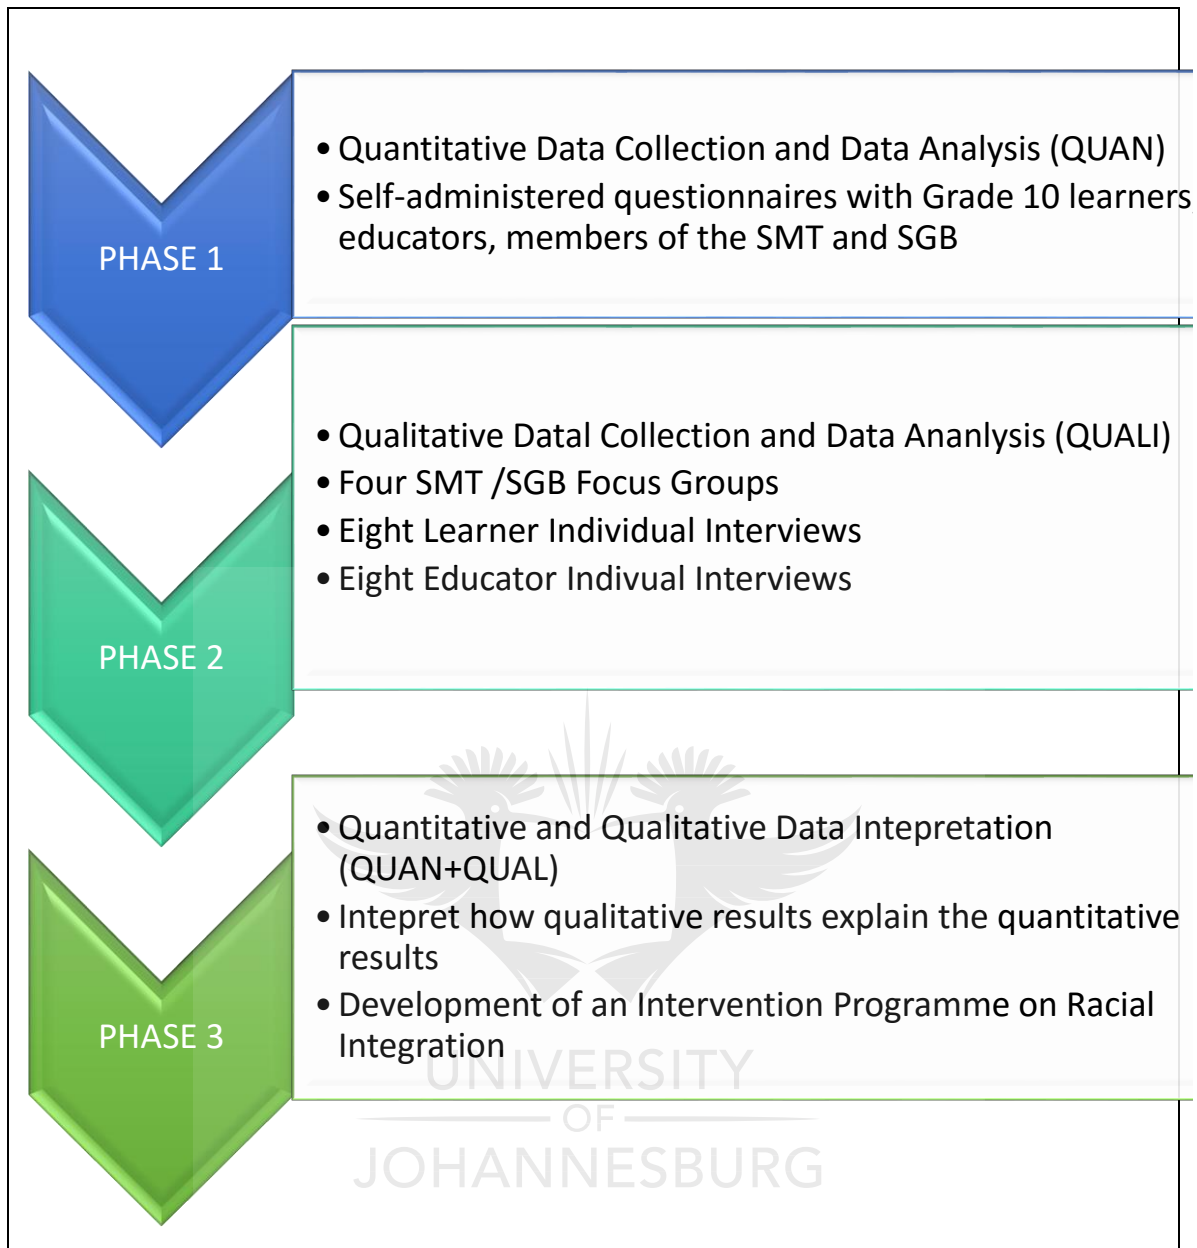 PHASE 1
• Quantitative Data Collection and Data Analysis (QUAN)
• Self-administered questionnaires with Grade 10 learners,
educators, members of the SMT and SGB
PHASE 2
• Qualitative Datal Collection and Data Ananlysis (QUALI)
• Four SMT /SGB Focus Groups
• Eight Learner Individual Interviews
• Eight Educator Indivual Interviews
PHASE 3
• Quantitative and Qualitative Data Intepretation
(QUAN+QUAL)
• Intepret how qualitative results explain the quantitative
results
• Development of an Intervention Programme on Racial
Integration
UNIVERSITY
OF
JOHANNESBURG